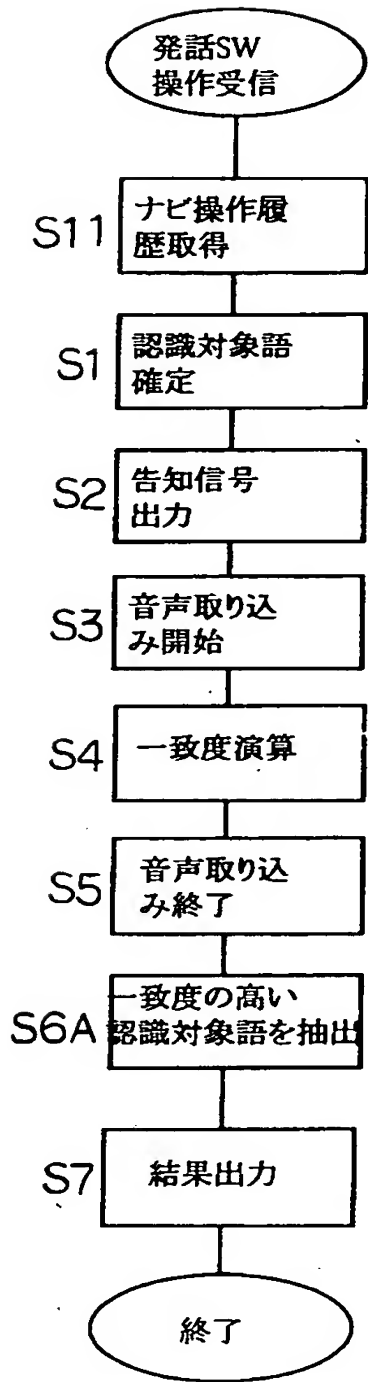 発話SW
操作受信
S11
ナビ操作履
歴取得
S1
認識対象語
確定
S2
告知信号
出力
S3
音声取り込
み開始
S4
一致度演算
S5
音声取り込
み終了
S6A
一致度の高い
認識対象語を抽出
S7
結果出力
終了